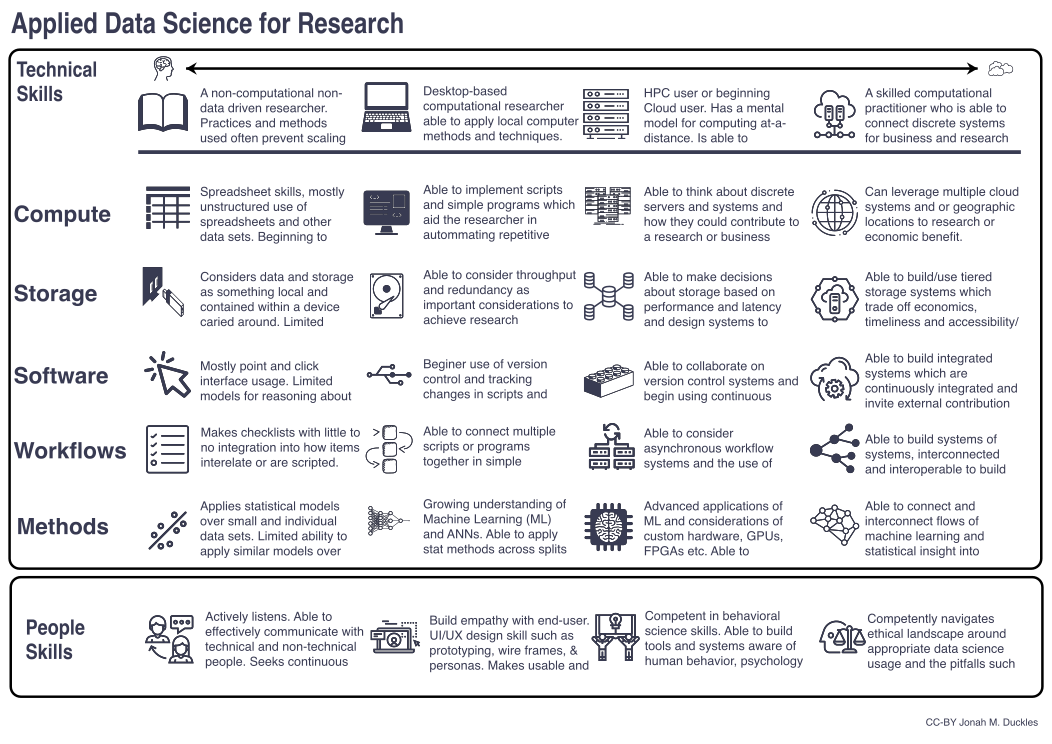 Applied Data Science for Research
Technical
Skills
A non-computational non-
data driven researcher.
Practices and methods
used often prevent scaling
Desktop-based
computational researcher
able to apply local computer
methods and techniques.
HPC user or beginning
Cloud user. Has a mental
model for computing at-a-
distance. Is able to
A skilled computational
practitioner who is able to
connect discrete systems
for business and research
Compute
Spreadsheet skills, mostly
unstructured use of
spreadsheets and other
data sets. Beginning to
Able to implement scripts
and simple programs which
aid the researcher in
autommating repetitive
Able to think about discrete
servers and systems and
how they could contribute to
a research or business
Can leverage multiple cloud
systems and or geographic
locations to research or
economic benefit.
Storage
Considers data and storage
as something local and
contained within a device
caried around. Limited
Able to consider throughput
and redundancy as
important considerations to
achieve research
Able to make decisions
about storage based on
performance and latency
and design systems to
Able to build/use tiered
storage systems which
trade off economics,
timeliness and accessibility/
Software
Mostly point and click
interface usage. Limited
models for reasoning about
Beginer use of version
control and tracking
changes in scripts and
Able to collaborate on
version control systems and
begin using continuous
Able to build integrated
systems which are
continuously integrated and
invite external contribution
Workflows
Makes checklists with little to
no integration into how items
interelate or are scripted.
Able to connect multiple
scripts or programs
together in simple
Able to consider
asynchronous workflow
systems and the use of
Able to build systems of
systems, interconnected
and interoperable to build
Methods
Applies statistical models
over small and individual
data sets. Limited ability to
apply similar models over
Growing understanding of
Machine Learning (ML)
and ANNs. Able to apply
stat methods across splits
Advanced applications of
ML and considerations of
custom hardware, GPUs,
FPGAs etc. Able to
Able to connect and
interconnect flows of
machine learning and
statistical insight into
People
Skills
Actively listens. Able to
effectively communicate with
technical and non-technical
people. Seeks continuous
Build empathy with end-user.
UI/UX design skill such as
prototyping, wire frames, &
personas. Makes usable and
Competent in behavioral
science skills. Able to build
tools and systems aware of
human behavior, psychology
Competently navigates
ethical landscape around
appropriate data science
usage and the pitfalls such
CC-BY Jonah M. Duckles